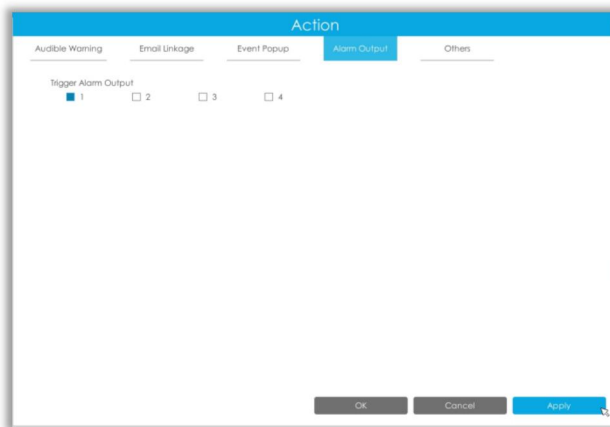 Action
Audible Warning Email Linkage Event Popup Alarm Output Others
Trigger Alarm Output
1 2 3 4
OK Cancel Apply